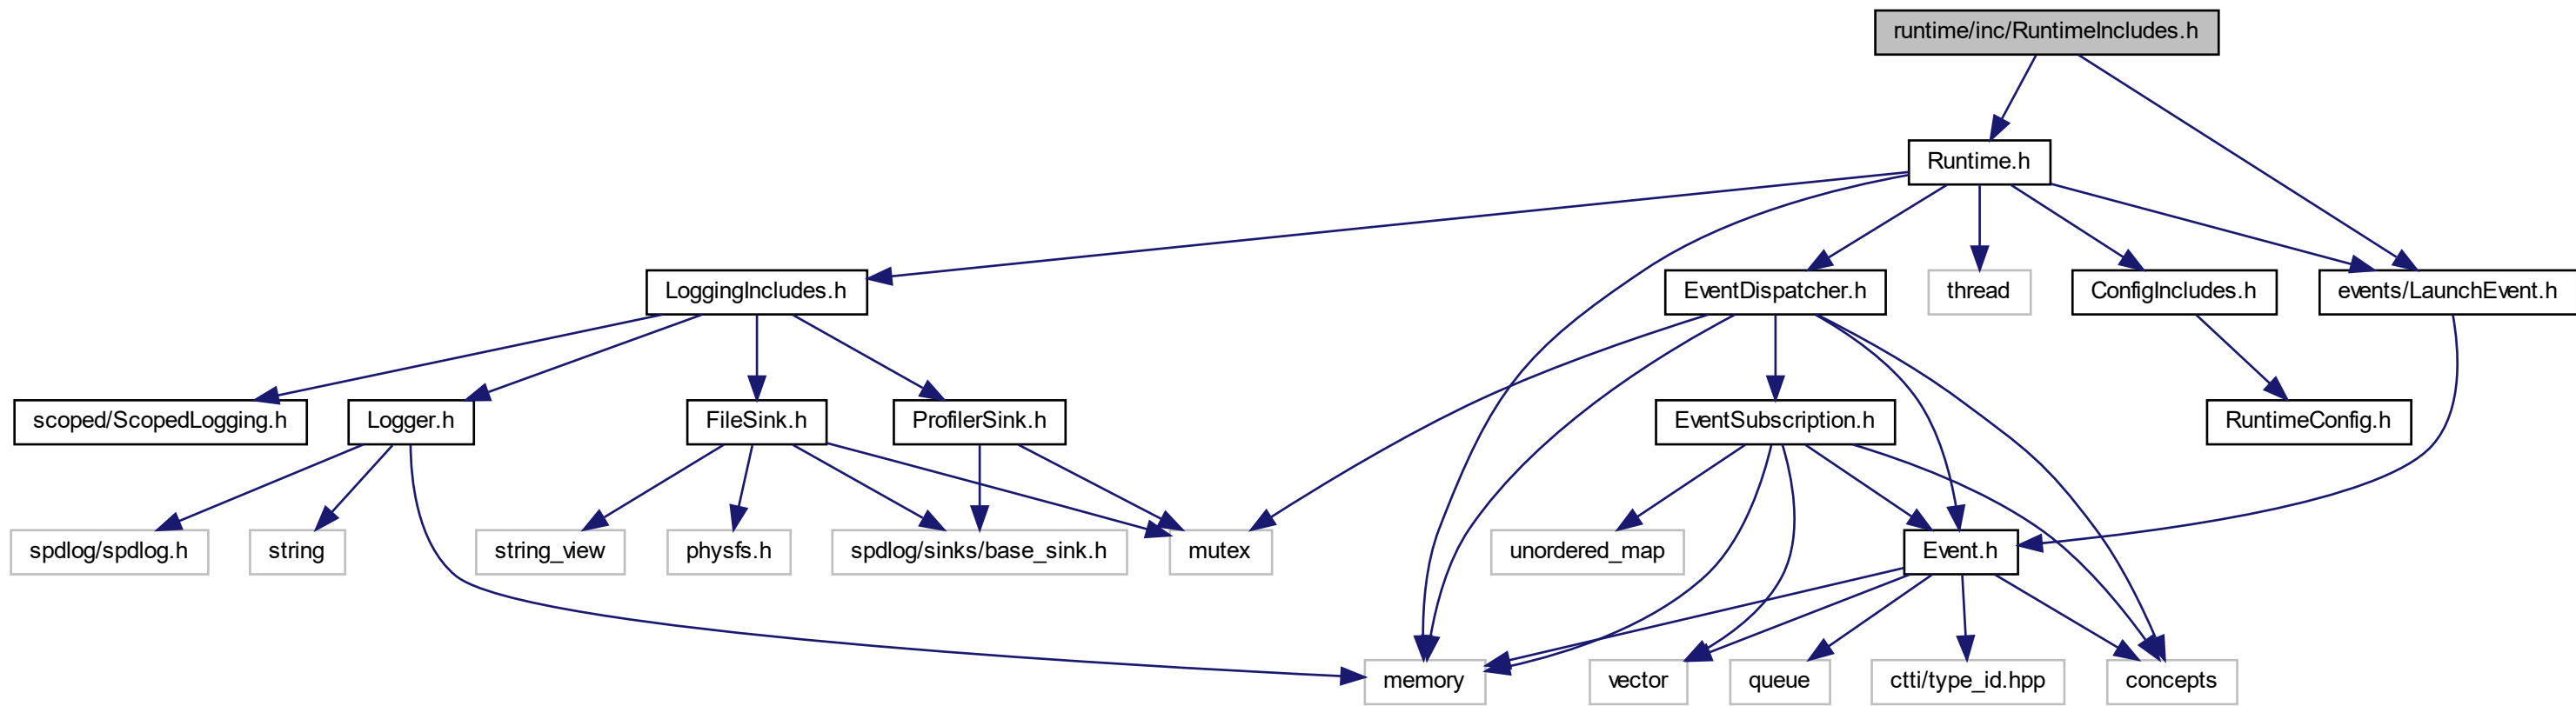 runtime/inc/RuntimeIncludes.h
Runtime.h
LoggingIncludes.h
EventDispatcher.h
thread
ConfigIncludes.h
events/LaunchEvent.h
scoped/ScopedLogging.h
Logger.h
FileSink.h
ProfilerSink.h
EventSubscription.h
RuntimeConfig.h
spdlog/spdlog.h
string
string_view
physfs.h
spdlog/sinks/base_sink.h
mutex
unordered_map
Event.h
memory
vector
queue
ctti/type_id.hpp
concepts